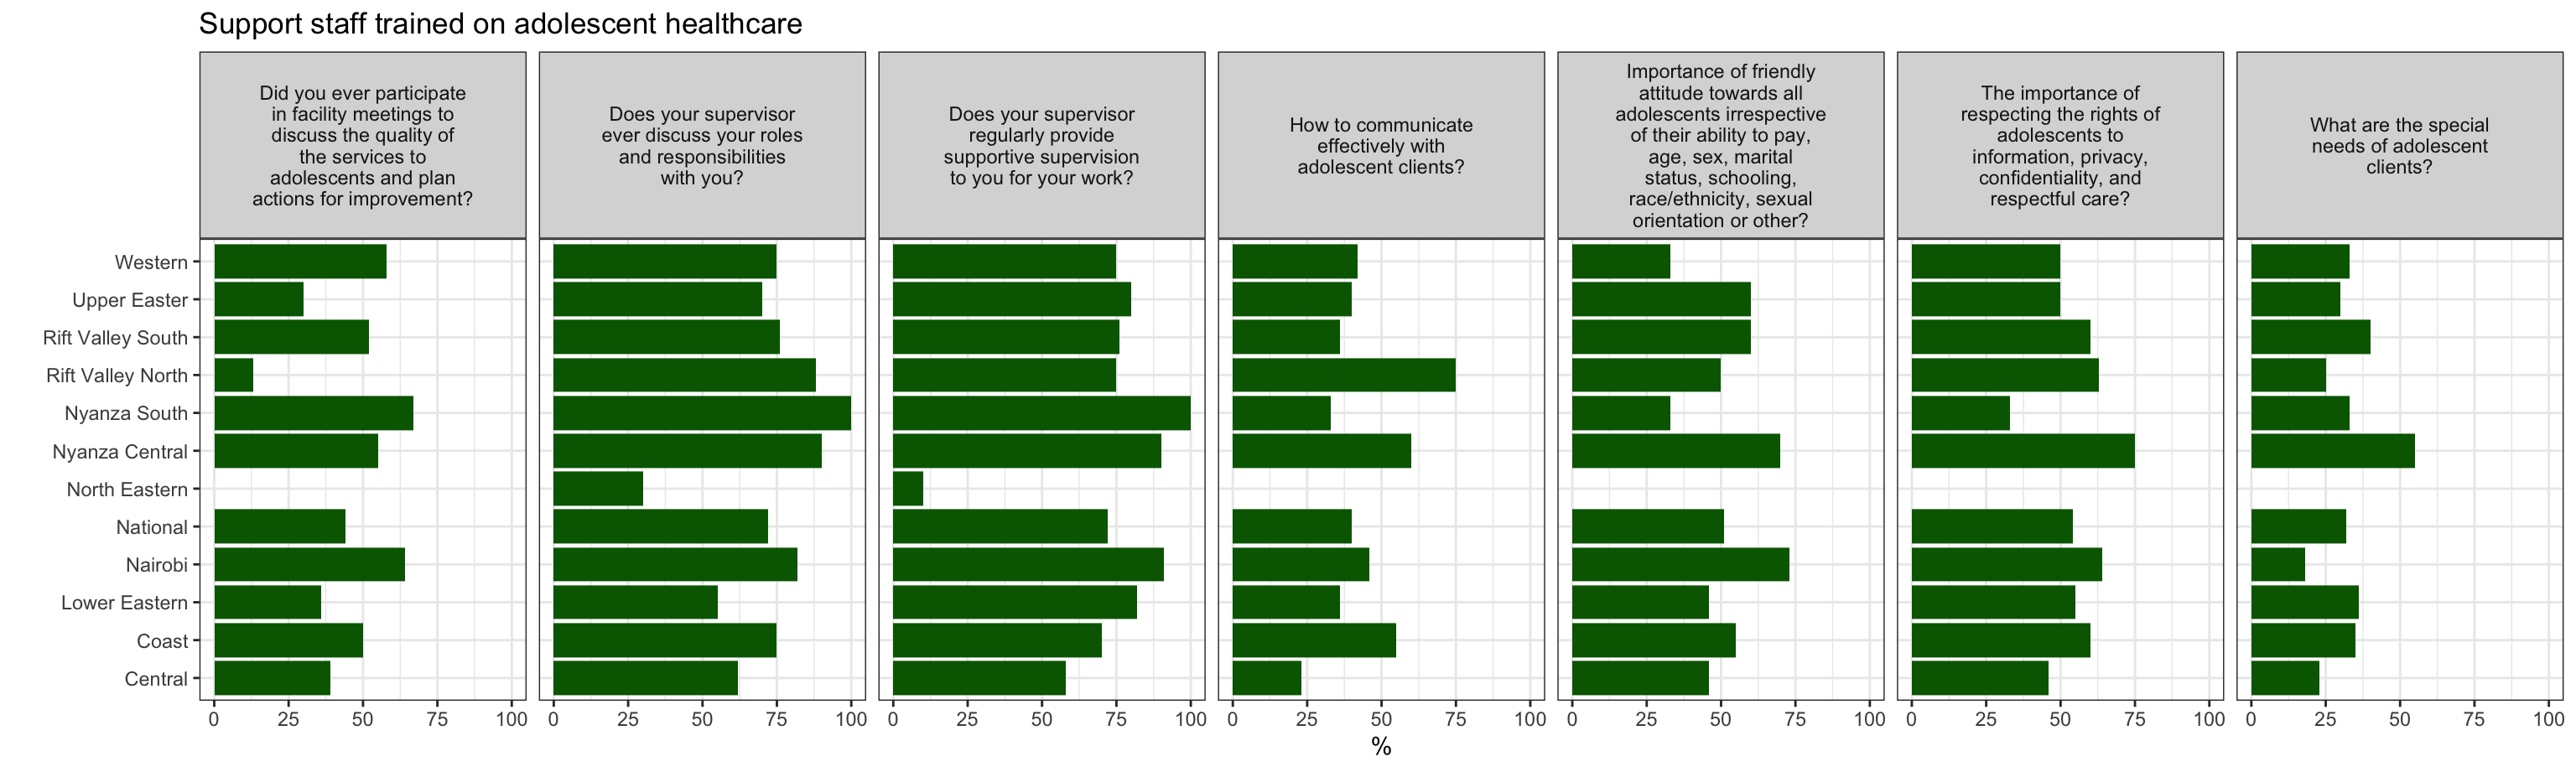 Support staff trained on adolescent healthcare
Did you ever participate
in facility meetings to
discuss the quality of
the services to
adolescents and plan
actions for improvement?
Does your supervisor
ever discuss your roles
and responsibilities
with you?
Does your supervisor
regularly provide
supportive supervision
to you for your work?
How to communicate
effectively with
adolescent clients?
Importance of friendly
attitude towards all
adolescents irrespective
of their ability to pay,
age, sex, marital
status, schooling,
race/ethnicity, sexual
orientation or other?
The importance of
respecting the rights of
adolescents to
information, privacy,
confidentiality, and
respectful care?
What are the special
needs of adolescent
clients?
Western
Upper Easter
Rift Valley South
Rift Valley North
Nyanza South
Nyanza Central
North Eastern
National
Nairobi
Lower Eastern
Coast
Central
0 25 50 75 100
0 25 50 75 100
0 25 50 75 100
0 25 50 75 100
0 25 50 75 100
0 25 50 75 100
0 25 50 75 100
%